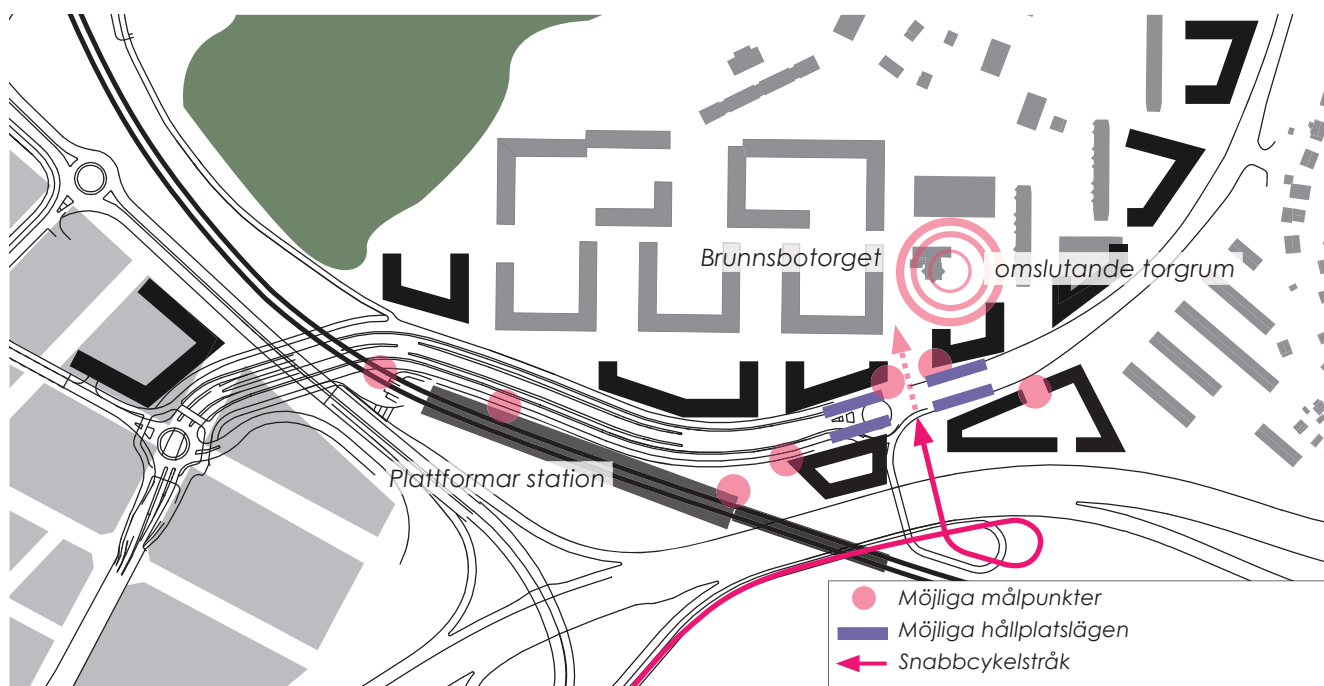 Brunnsbotorget
omslutande torgrum
Plattformar station
Möjliga målpunkter
Möjliga hållplatslägen
Snabbcykelstråk